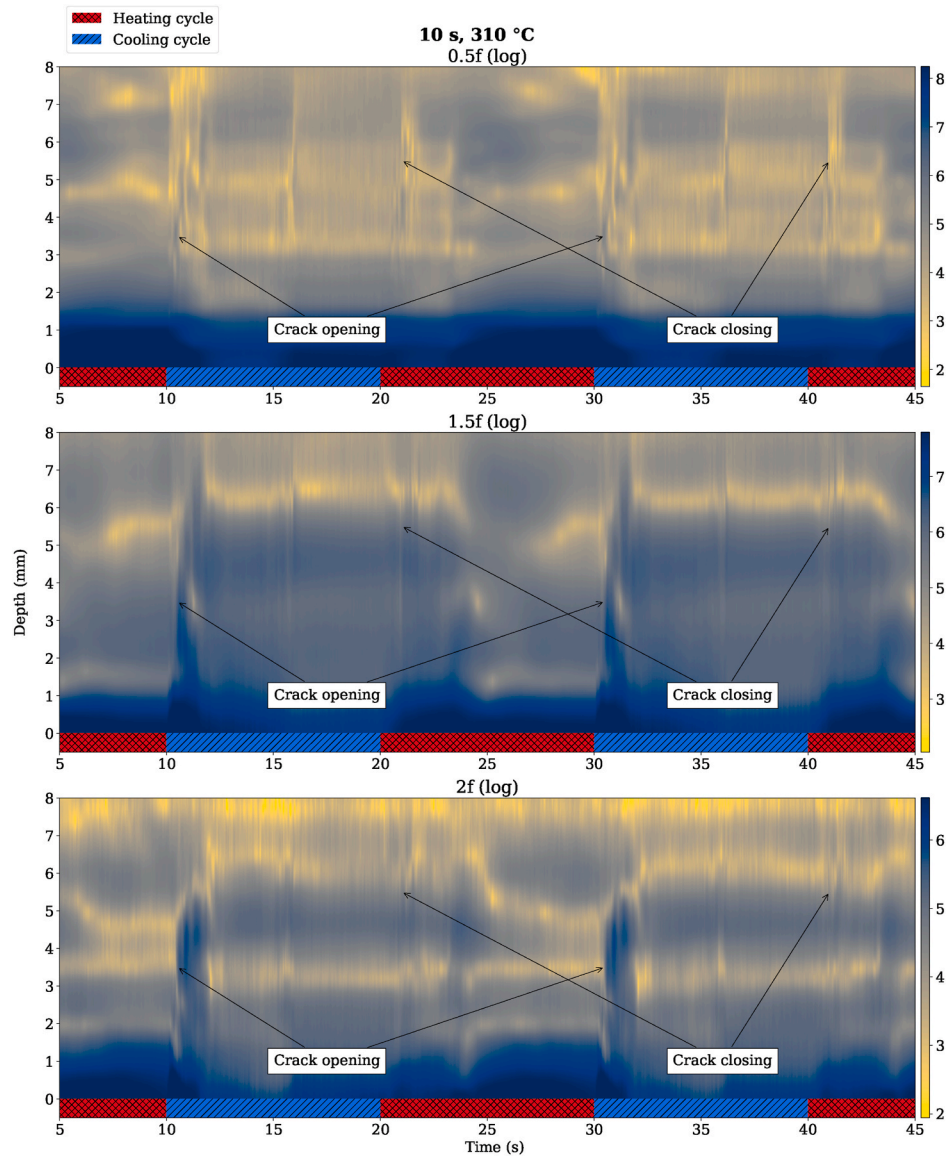 Heating cycle
Cooling cycle
10 s, 310 °C
0.5f (log)
8
7
6
5
4
3
2
1
0
Crack opening
Crack closing
5 10 15 20 25 30 35 40 45
8
7
6
5
4
3
2
1.5f (log)
8
7
6
5
4
3
2
1
0
Depth (mm)
Crack opening
Crack closing
5 10 15 20 25 30 35 40 45
7
6
5
4
3
2f (log)
8
7
6
5
4
3
2
1
0
Crack opening
Crack closing
5 10 15 20 25 30 35 40 45
Time (s)
6
5
4
3
2